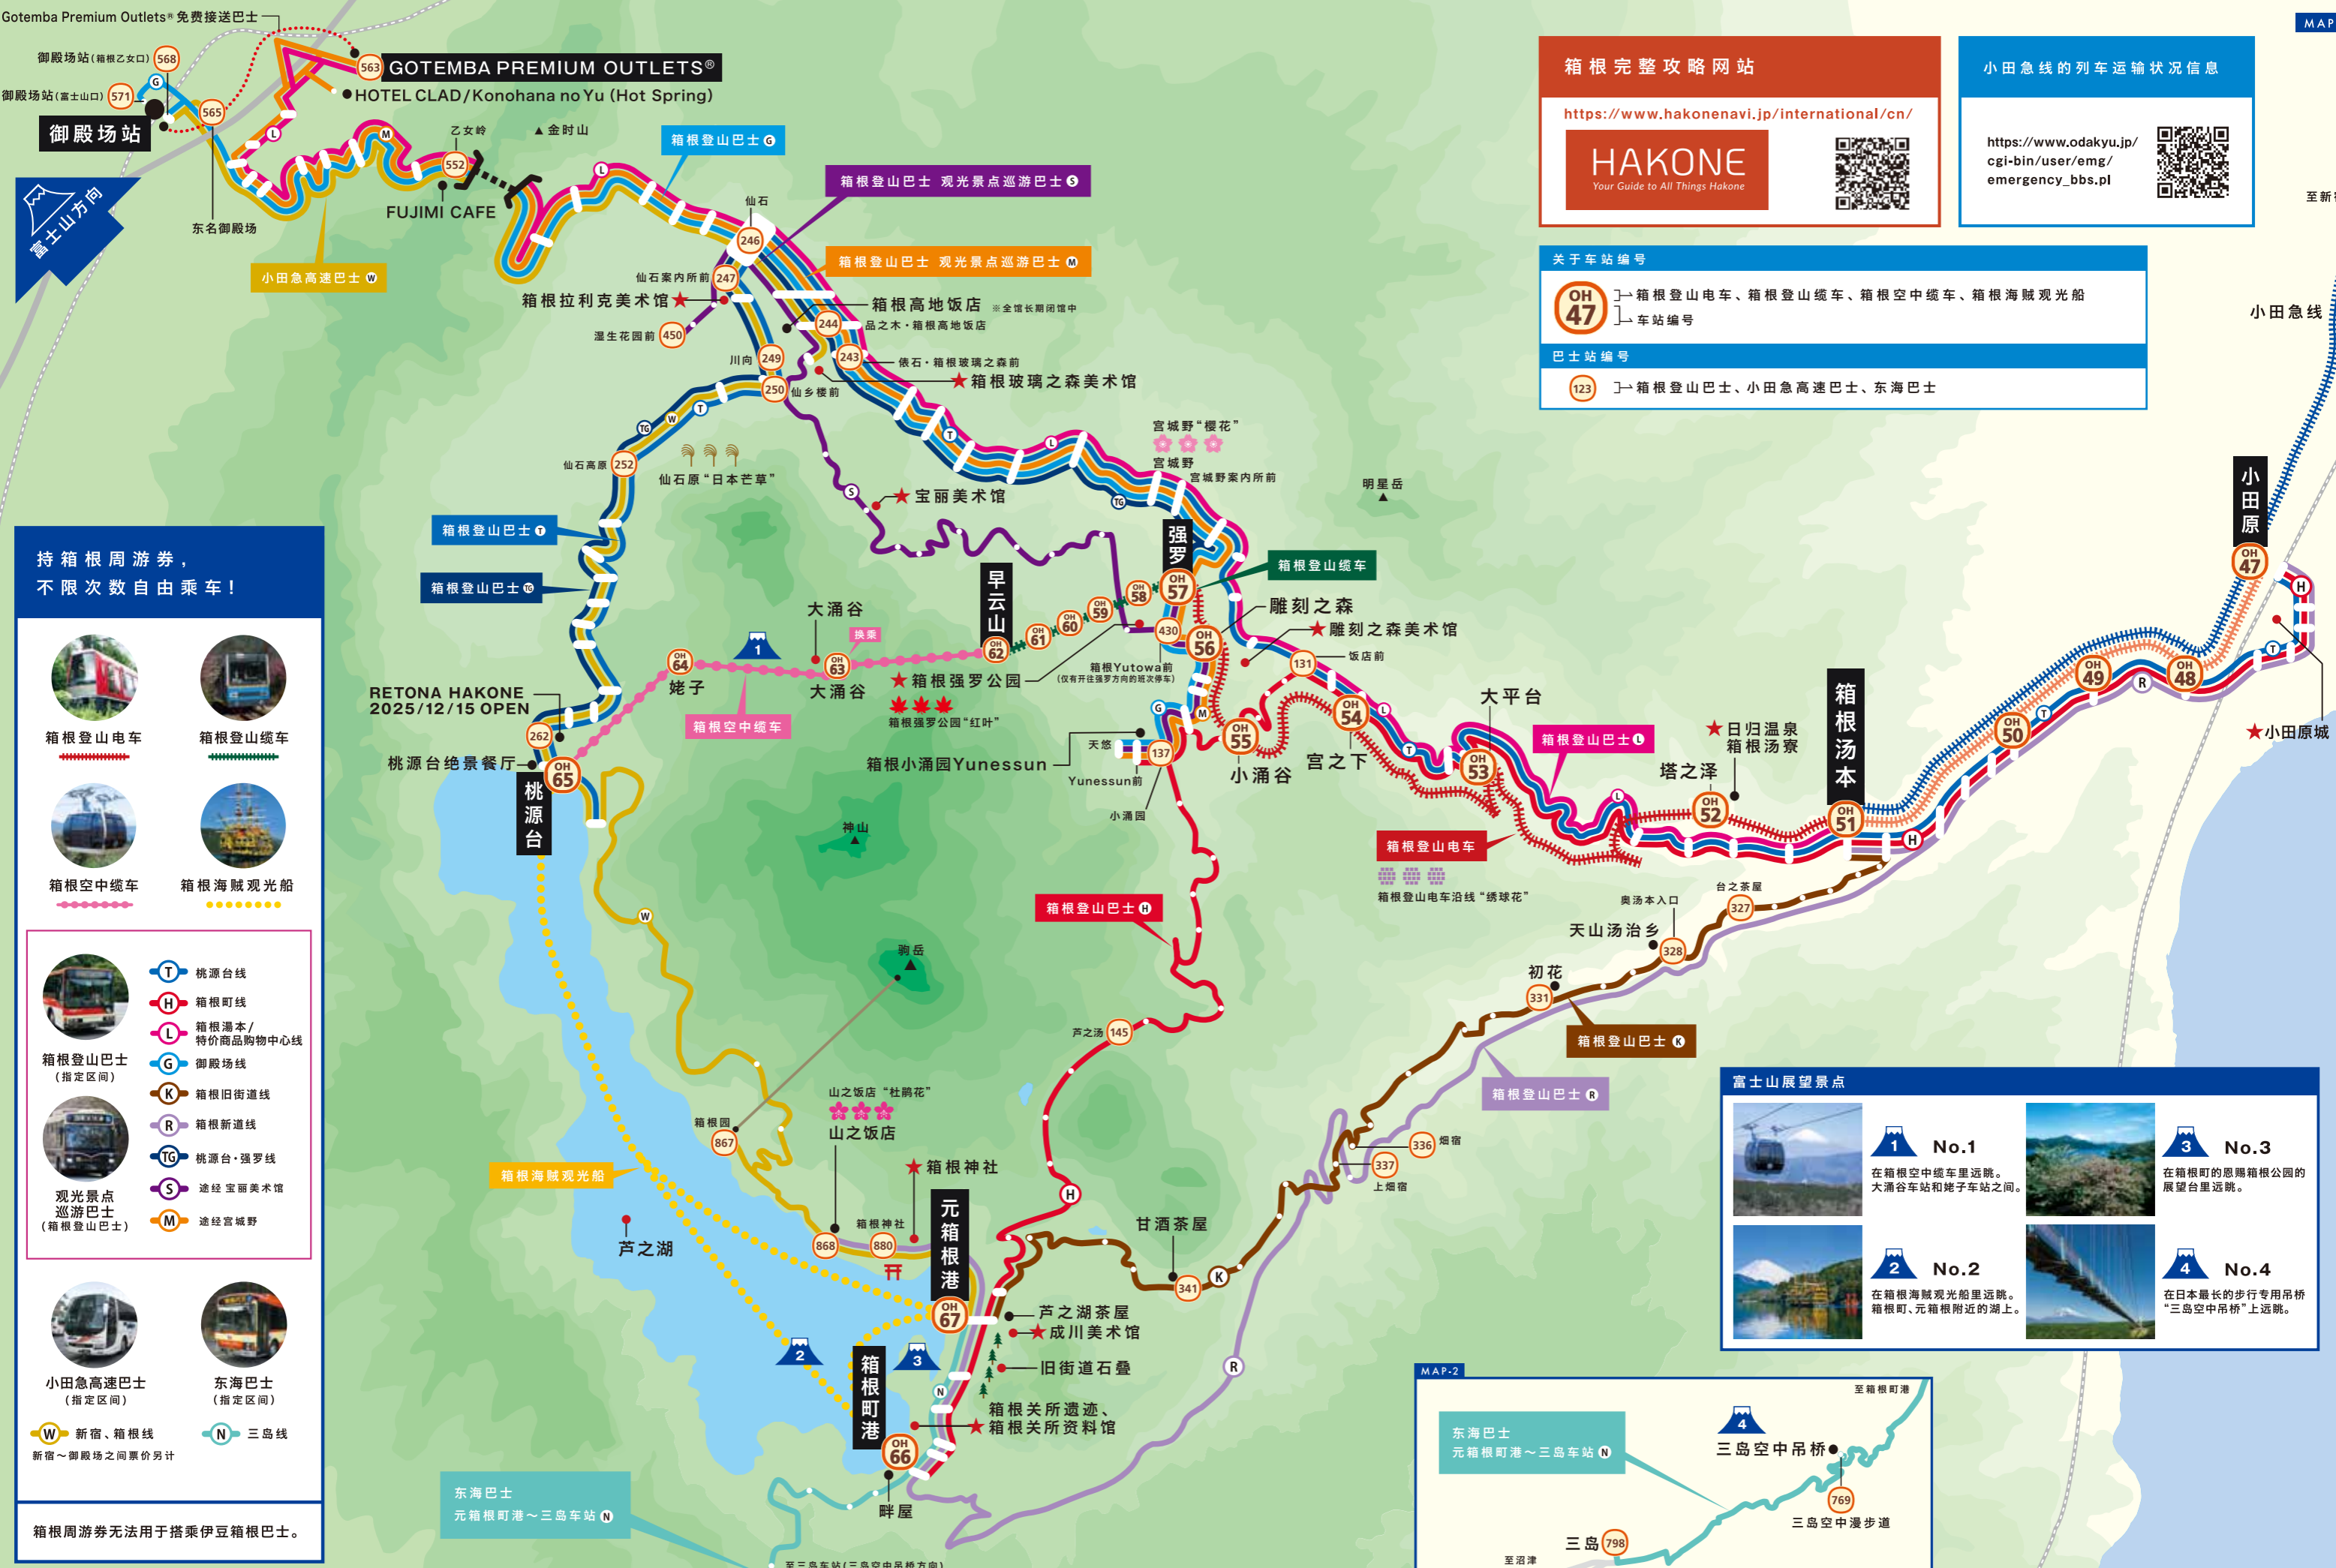 Gotemba Premium Outlets® 免费接送巴士
御殿场站(箱根乙女口)
568
G
御殿场站(富士山口)
571
565
御殿场站
563
GOTEMBA PREMIUM OUTLETS®
HOTEL CLAD/Konohana no Yu (Hot Spring)
L
M
乙女岭
552
金时山
FUJIMI CAFE
东名御殿场
富士山方向
小田急高速巴士 W
箱根登山巴士 G
L
箱根登山巴士 观光景点巡游巴士 S
仙石
246
箱根登山巴士 观光景点巡游巴士 M
仙石案内所前
247
箱根拉利克美术馆
湿生花园前
450
箱根高地饭店 ※全馆长期闭馆中
244
品之木・箱根高地饭店
川向
249
243
俵石・箱根玻璃之森前
箱根玻璃之森美术馆
250
仙乡楼前
T
W
TG
仙石高原
252
仙石原“日本芒草”
T
L
TG
宫城野“樱花”
宫城野
宫城野案内所前
明星岳
S
宝丽美术馆
箱根登山巴士 T
箱根登山巴士 TG
强罗
OH
57
箱根登山缆车
早云山
OH
62
OH
61
OH
60
OH
59
OH
58
430
OH
56
雕刻之森
雕刻之森美术馆
箱根Yutowa前
(仅有开往强罗方向的班次停车)
大涌谷
换乘
OH
63
大涌谷
1
OH
64
姥子
箱根空中缆车
箱根强罗公园
箱根强罗公园“红叶”
131
饭店前
RETONA HAKONE
2025/12/15 OPEN
262
桃源台绝景餐厅
OH
65
桃源台
G
M
天悠
137
箱根小涌园Yunessun
Yunessun前
小涌园
OH
55
小涌谷
OH
54
宫之下
L
T
大平台
OH
53
箱根登山巴士 L
箱根登山电车
箱根登山电车沿线“绣球花”
L
日归温泉
箱根汤寮
塔之泽
OH
52
箱根汤本
OH
51
H
OH
50
T
OH
49
R
OH
48
T
小田原
OH
47
H
小田原城
小田急线
至新
MAP
箱根完整攻略网站
https://www.hakonenavi.jp/international/cn/
HAKONE
Your Guide to All Things Hakone
小田急线的列车运输状况信息
https://www.odakyu.jp/
cgi-bin/user/emg/
emergency_bbs.pl
关于车站编号
OH
47
箱根登山电车、箱根登山缆车、箱根空中缆车、箱根海贼观光船
车站编号
巴士站编号
123
箱根登山巴士、小田急高速巴士、东海巴士
神山
驹岳
W
箱根登山巴士 H
芦之汤
145
H
台之茶屋
327
奥汤本入口
天山汤治乡
328
初花
331
箱根登山巴士 K
箱根登山巴士 R
336
畑宿
337
上畑宿
甘酒茶屋
341
K
R
箱根园
867
山之饭店“杜鹃花”
山之饭店
868
箱根神社
箱根神社
880
元箱根港
OH
67
箱根海贼观光船
芦之湖
2
3
芦之湖茶屋
成川美术馆
旧街道石叠
N
箱根关所遗迹、
箱根关所资料馆
箱根町港
OH
66
畔屋
东海巴士
元箱根町港～三岛车站 N
至三岛车站(三岛空中吊桥方向)
持箱根周游券，
不限次数自由乘车！
箱根登山电车
箱根登山缆车
箱根空中缆车
箱根海贼观光船
箱根登山巴士
(指定区间)
观光景点
巡游巴士
(箱根登山巴士)
T 桃源台线
H 箱根町线
L 箱根湯本/
特价商品购物中心线
G 御殿场线
K 箱根旧街道线
R 箱根新道线
TG 桃源台・强罗线
S 途经 宝丽美术馆
M 途经宫城野
小田急高速巴士
(指定区间)
东海巴士
(指定区间)
W 新宿、箱根线
新宿～御殿场之间票价另计
N 三岛线
箱根周游券无法用于搭乘伊豆箱根巴士。
富士山展望景点
1 No.1
在箱根空中缆车里远眺。
大涌谷车站和姥子车站之间。
2 No.2
在箱根海贼观光船里远眺。
箱根町、元箱根附近的湖上。
3 No.3
在箱根町的恩赐箱根公园的
展望台里远眺。
4 No.4
在日本最长的步行专用吊桥
“三岛空中吊桥”上远眺。
MAP-2
至箱根町港
东海巴士
元箱根町港～三岛车站 N
4
三岛空中吊桥
769
三岛空中漫步道
三岛
798
至沼津